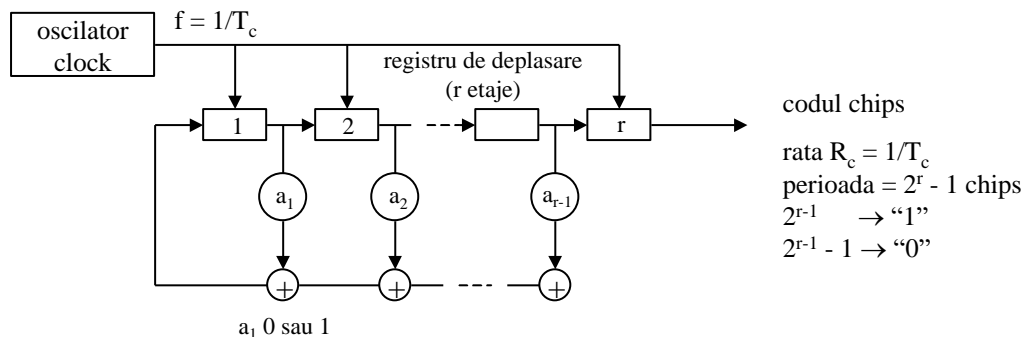 oscilator
clock
f = 1/T_c
registru de deplasare
(r etaje)
1
2
r
a_1
a_2
a_{r-1}
+
+
+
a_1 0 sau 1
codul chips
rata R_c = 1/T_c
perioada = 2^r - 1 chips
2^{r-1} → “1”
2^{r-1} - 1 → “0”